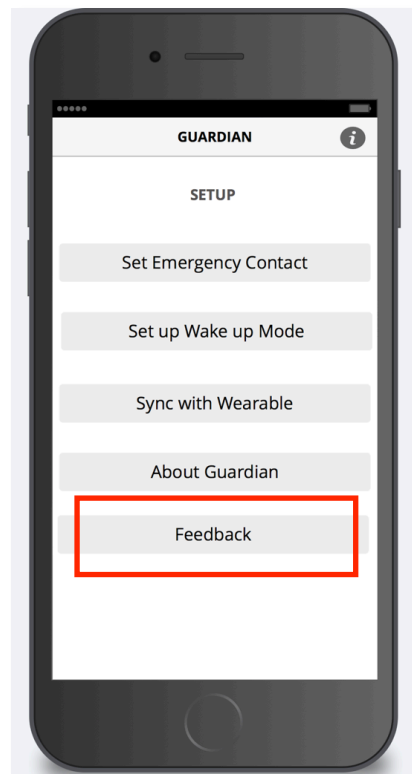 GUARDIAN
i
SETUP
Set Emergency Contact
Set up Wake up Mode
Sync with Wearable
About Guardian
Feedback